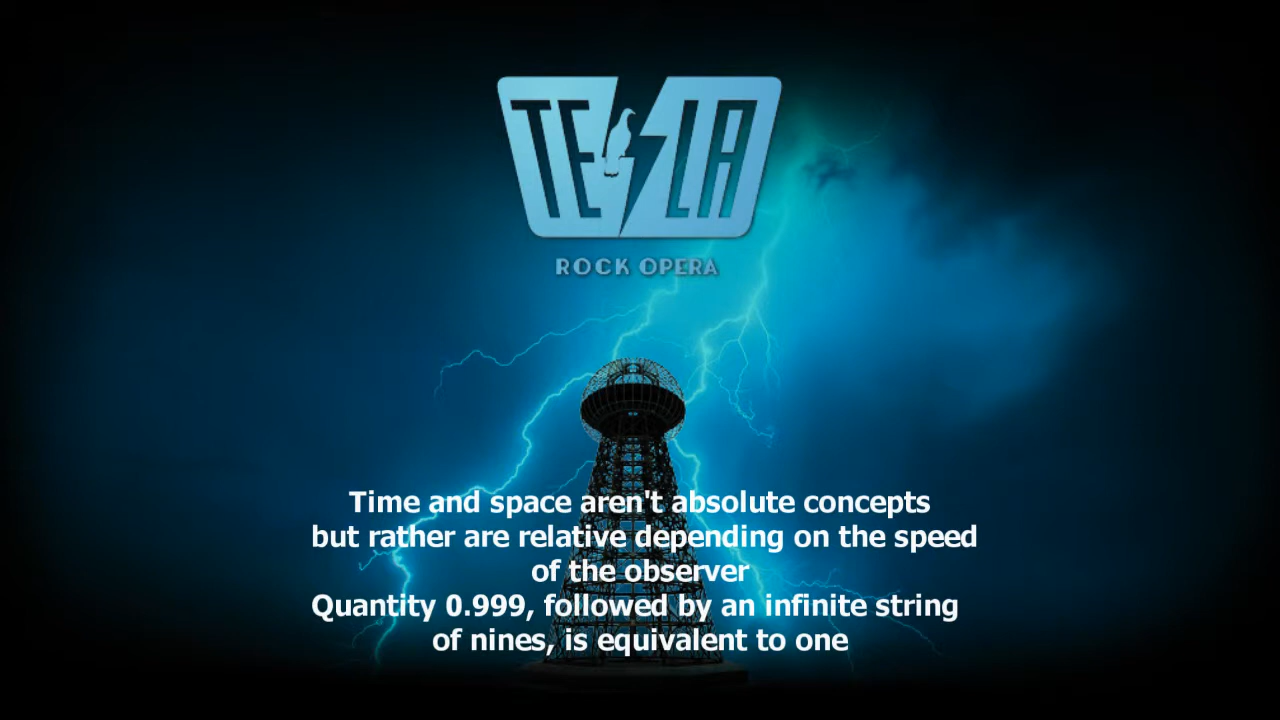 TESLA
ROCK OPERA
Time and space aren't absolute concepts
but rather are relative depending on the speed
of the observer
Quantity 0.999, followed by an infinite string
of nines, is equivalent to one